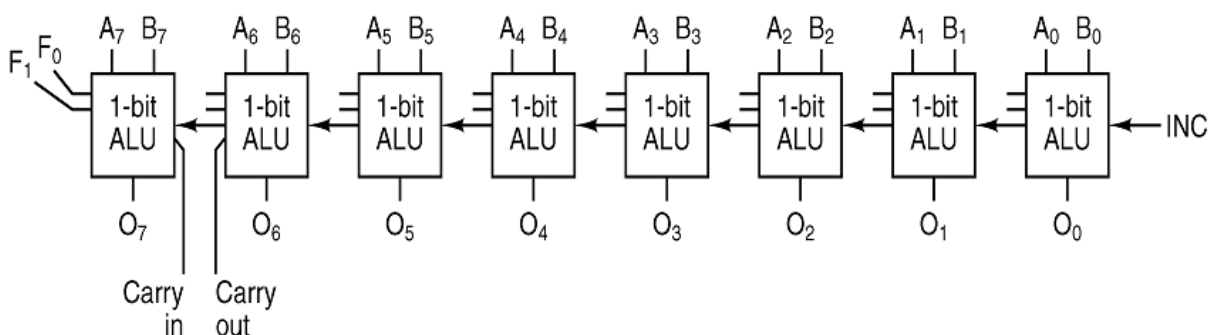 A₇ B₇ A₆ B₆ A₅ B₅ A₄ B₄ A₃ B₃ A₂ B₂ A₁ B₁ A₀ B₀
F₁ F₀
1-bit ALU 1-bit ALU 1-bit ALU 1-bit ALU 1-bit ALU 1-bit ALU 1-bit ALU 1-bit ALU INC
O₇ O₆ O₅ O₄ O₃ O₂ O₁ O₀
Carry in
Carry out